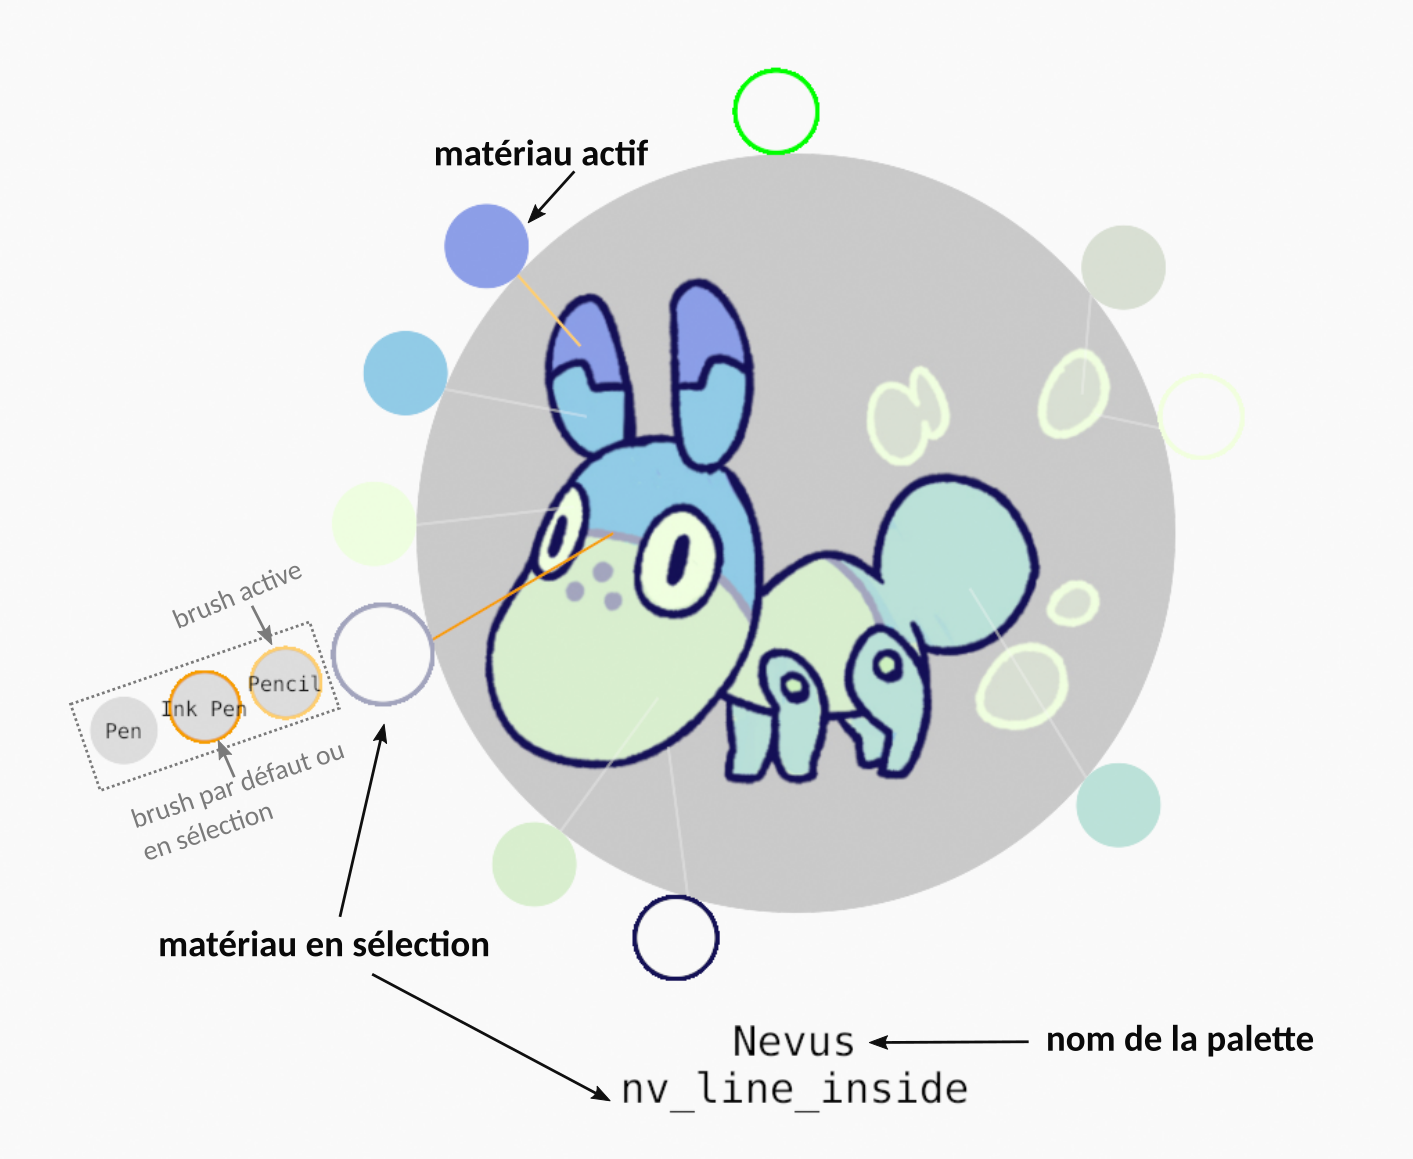 matériau actif
brush active
Pencil
Ink Pen
Pen
brush par défaut ou
en sélection
matériau en sélection
Nevus
nom de la palette
nv_line_inside